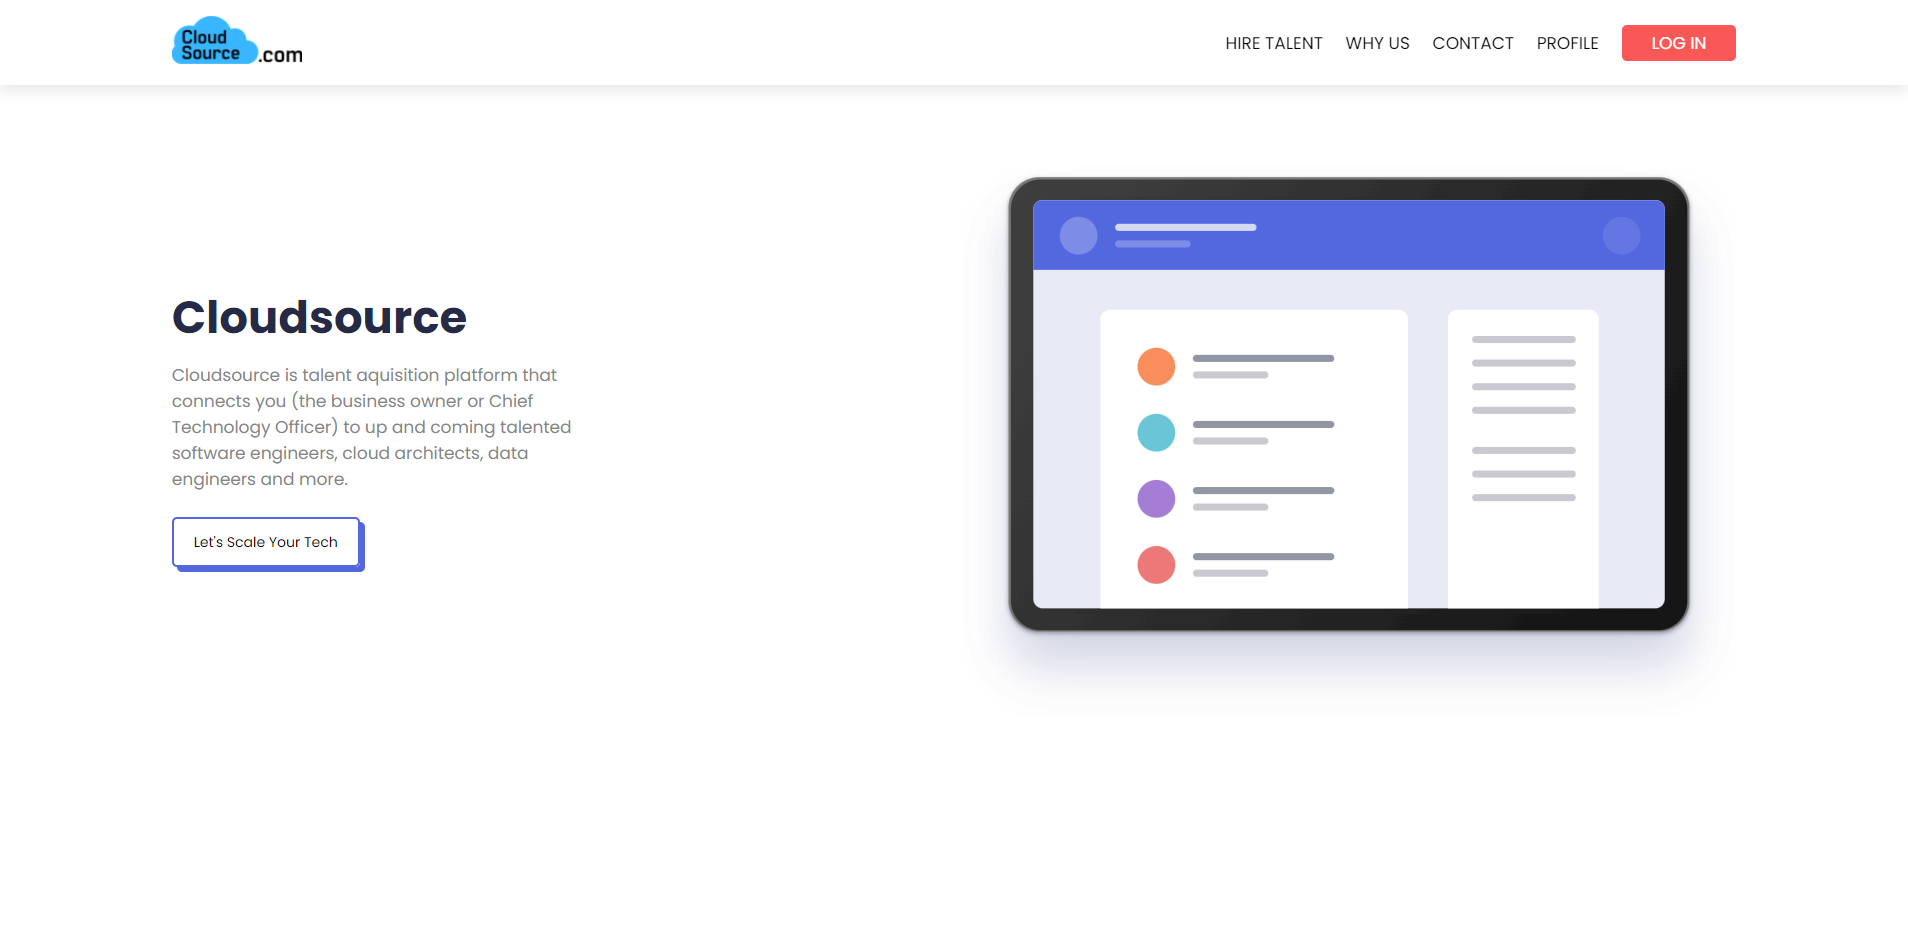 Cloud
Source.com
HIRE TALENT WHY US CONTACT PROFILE LOG IN
Cloudsource
Cloudsource is talent aquisition platform that
connects you (the business owner or Chief
Technology Officer) to up and coming talented
software engineers, cloud architects, data
engineers and more.
Let's Scale Your Tech